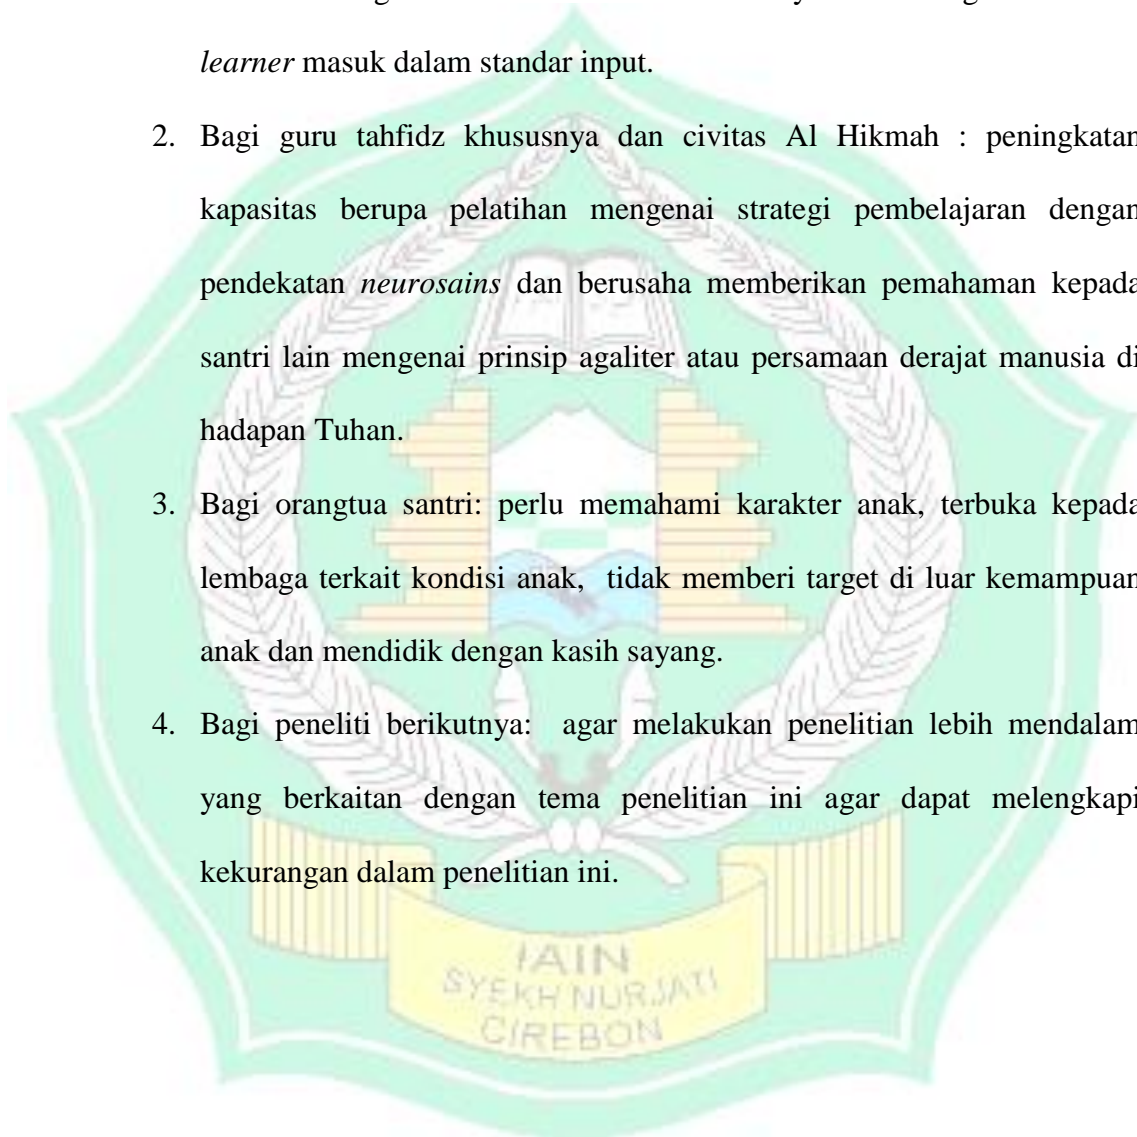 learner masuk dalam standar input.
2. Bagi guru tahfidz khususnya dan civitas Al Hikmah : peningkatan
kapasitas berupa pelatihan mengenai strategi pembelajaran dengan
pendekatan neurosains dan berusaha memberikan pemahaman kepada
santri lain mengenai prinsip agaliter atau persamaan derajat manusia di
hadapan Tuhan.
3. Bagi orangtua santri: perlu memahami karakter anak, terbuka kepada
lembaga terkait kondisi anak, tidak memberi target di luar kemampuan
anak dan mendidik dengan kasih sayang.
4. Bagi peneliti berikutnya: agar melakukan penelitian lebih mendalam
yang berkaitan dengan tema penelitian ini agar dapat melengkapi
kekurangan dalam penelitian ini.
IAIN
SYEKH NURJATI
CIREBON